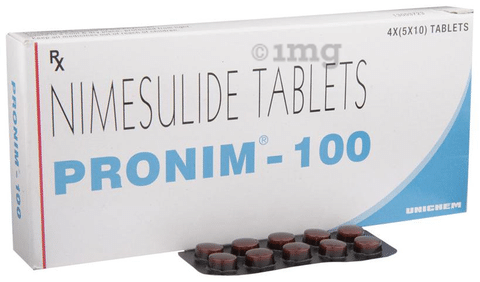 ©1mg
Rx
4X(5X10) TABLETS
NIMESULIDE TABLETS
PRONIM® - 100
PRONIM - 100
UNICHEM